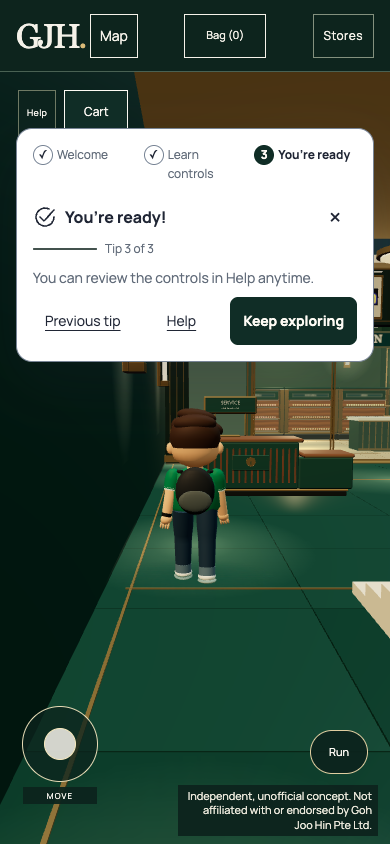 GJH.
Map
Bag (0)
Stores
Help
Cart
✓ Welcome
✓ Learn
controls
3 You're ready
You're ready!
×
Tip 3 of 3
You can review the controls in Help anytime.
Previous tip
Help
Keep exploring
N
SERVICE
Run
MOVE
Independent, unofficial concept. Not
affiliated with or endorsed by Goh
Joo Hin Pte Ltd.